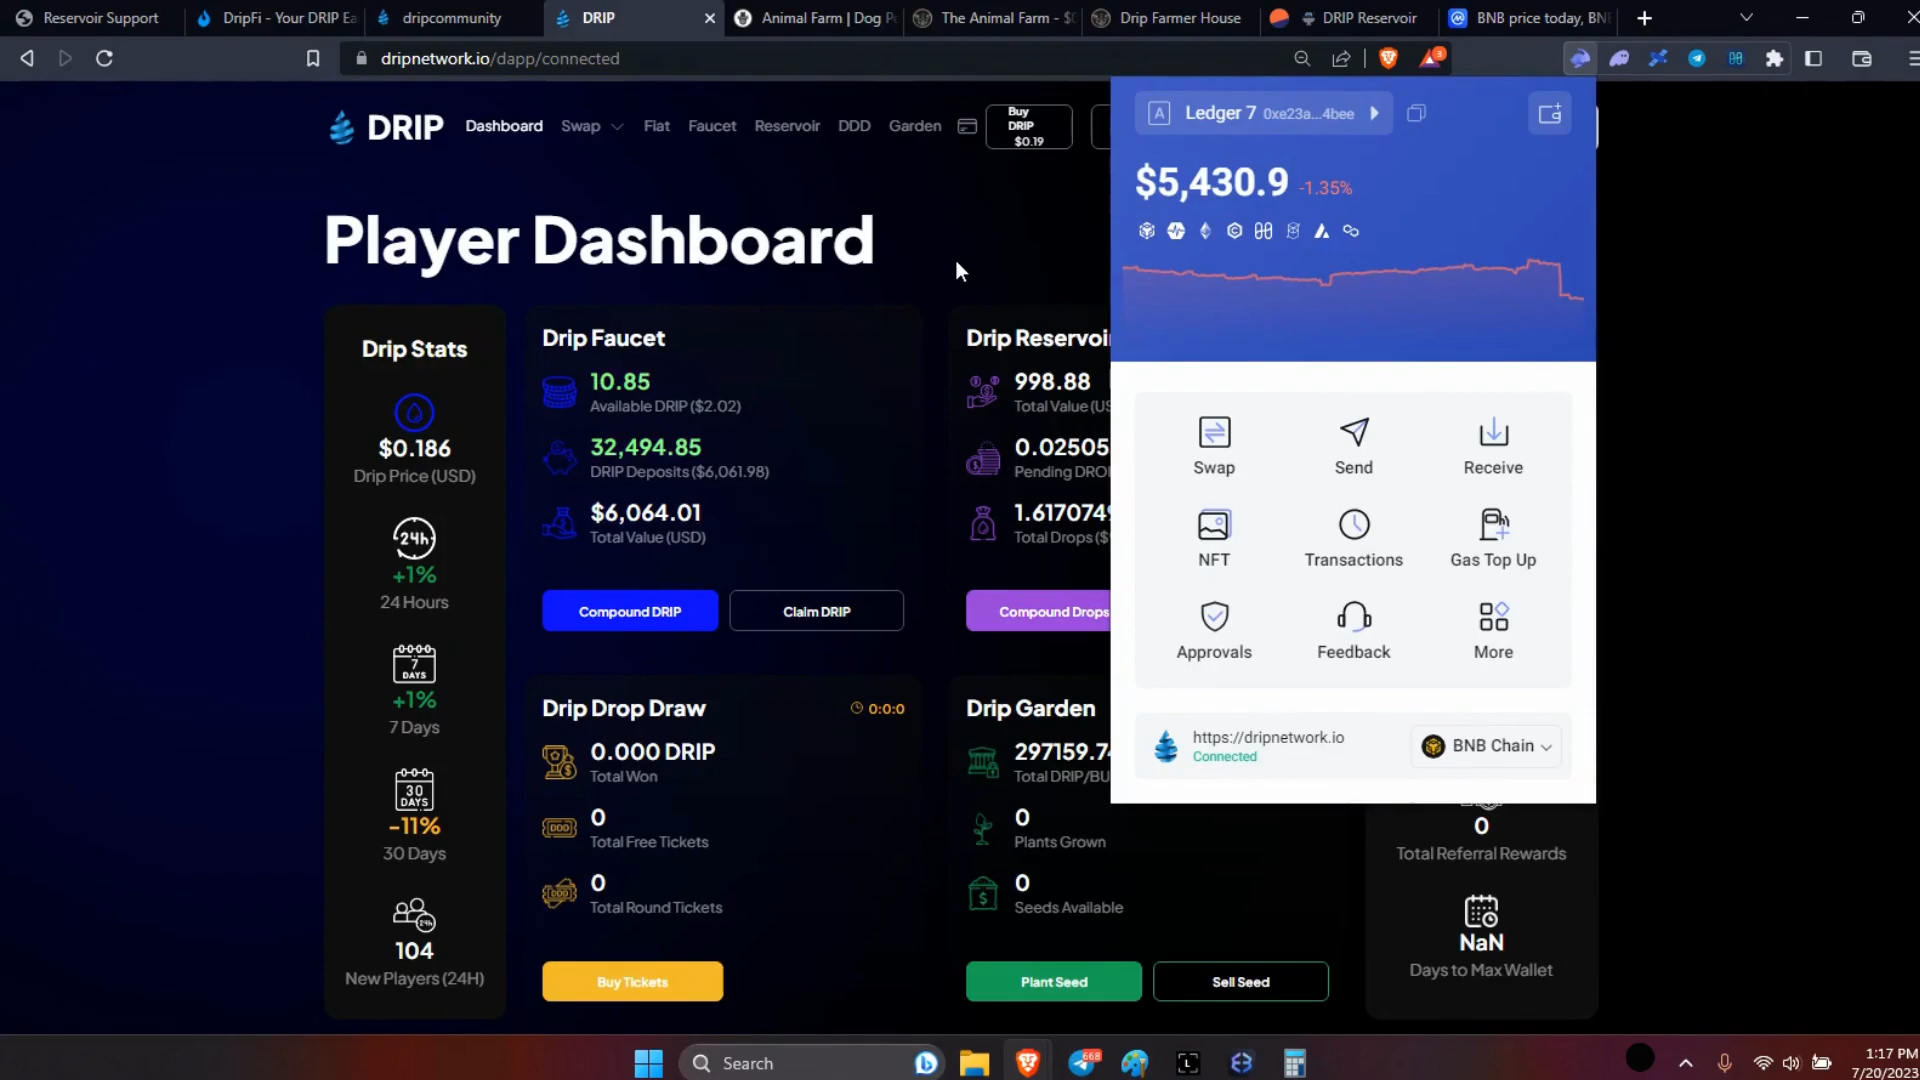 Reservoir Support
DripFi - Your DRIP Ea
dripcommunity
DRIP
Animal Farm | Dog P
The Animal Farm - $
Drip Farmer House
DRIP Reservoir
BNB price today, BN
dripnetwork.io/dapp/connected
3
DRIP
Dashboard
Swap
Fiat
Faucet
Reservoir
DDD
Garden
Buy
DRIP
$0.19
Player Dashboard
Drip Stats
$0.186
Drip Price (USD)
24h
+1%
24 Hours
7
DAYS
+1%
7 Days
30
DAYS
-11%
30 Days
24h
104
New Players (24H)
Drip Faucet
10.85
Available DRIP ($2.02)
32,494.85
DRIP Deposits ($6,061.98)
$6,064.01
Total Value (USD)
Compound DRIP
Claim DRIP
Drip Reservoir
998.88
Total Value (US
0.02505
Pending DRO
1.6170749
Total Drops ($
Compound Drops
Drip Drop Draw
0:0:0
0.000 DRIP
Total Won
0
Total Free Tickets
0
Total Round Tickets
Buy Tickets
Drip Garden
297159.74
Total DRIP/BU
0
Plants Grown
0
Seeds Available
Plant Seed
Sell Seed
0
Total Referral Rewards
NaN
Days to Max Wallet
A
Ledger 7 0xe23a...4bee
$5,430.9 -1.35%
Swap
Send
Receive
NFT
Transactions
Gas Top Up
Approvals
Feedback
More
https://dripnetwork.io
Connected
BNB Chain
Search
668
1:17 PM
7/20/2023